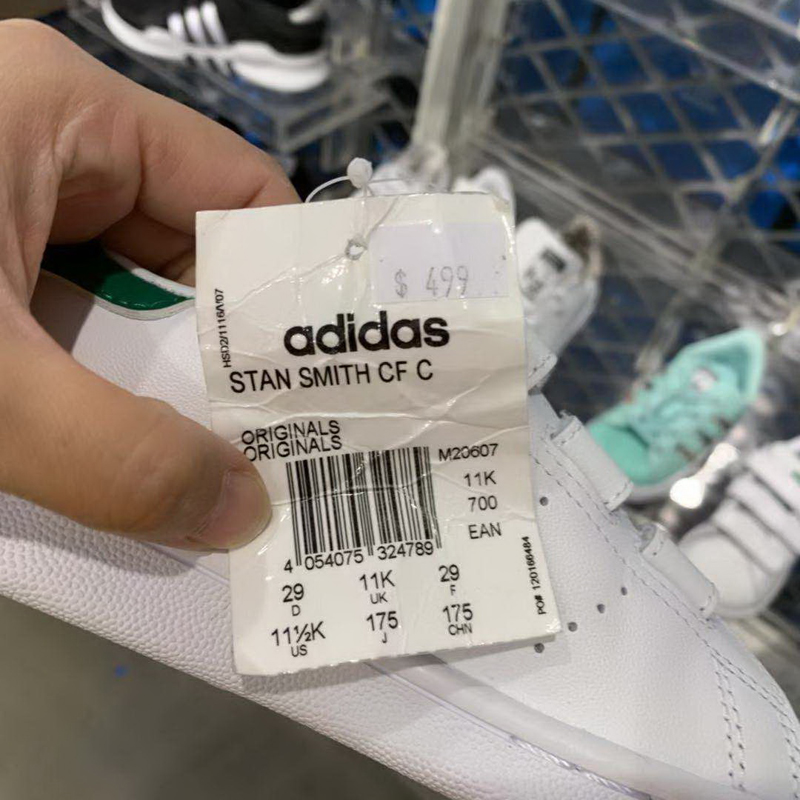 $ 499
HSD2/1116A/07
adidas
STAN SMITH CF C
ORIGINALS
ORIGINALS
M20607
11K
700
EAN
4 054075 324789
29 11K 29
D UK F
11½K 175 175
US J CHN
PO# 120166484